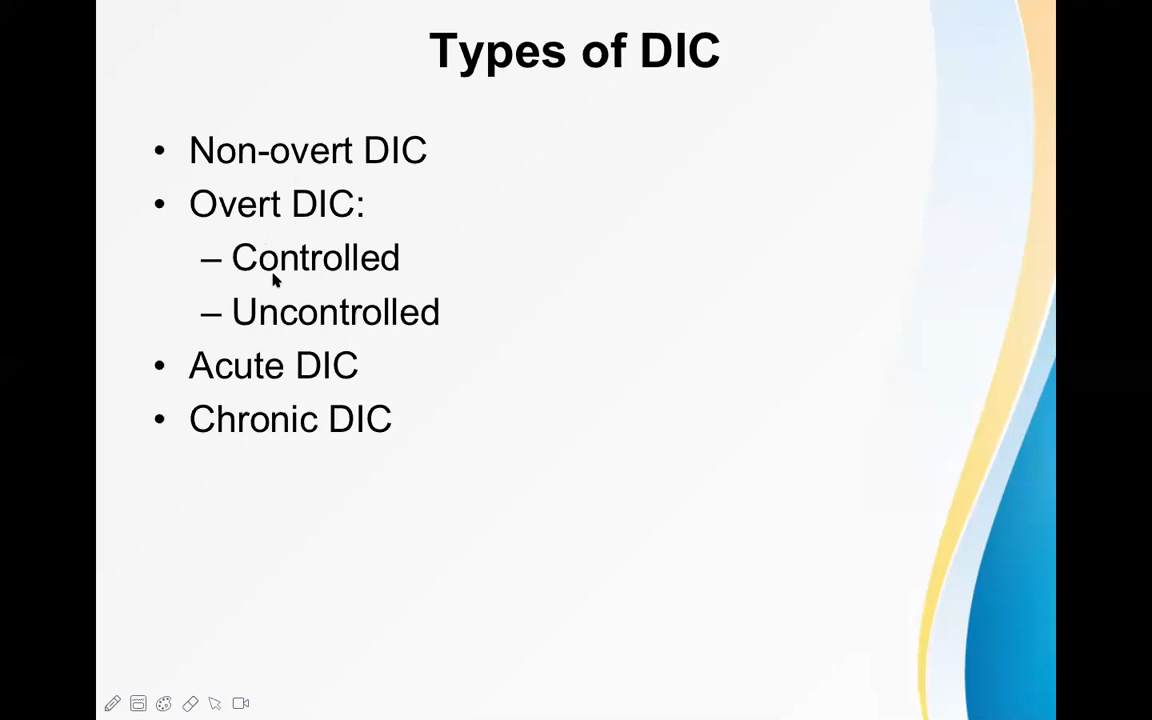 Types of DIC
• Non-overt DIC
• Overt DIC:
– Controlled
– Uncontrolled
• Acute DIC
• Chronic DIC